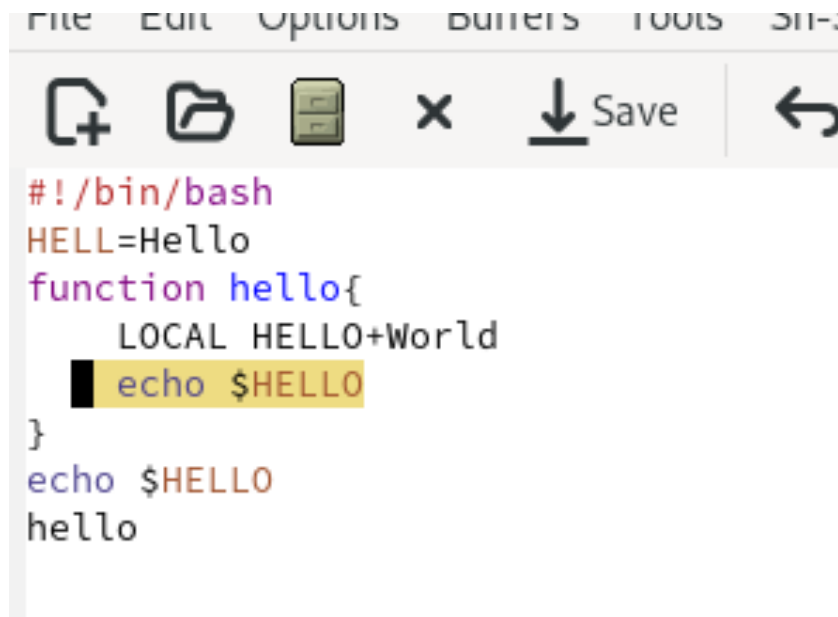 File Edit Options Buffers Tools
Save
#!/bin/bash
HELL=Hello
function hello{
LOCAL HELLO+World
echo $HELLO
}
echo $HELLO
hello